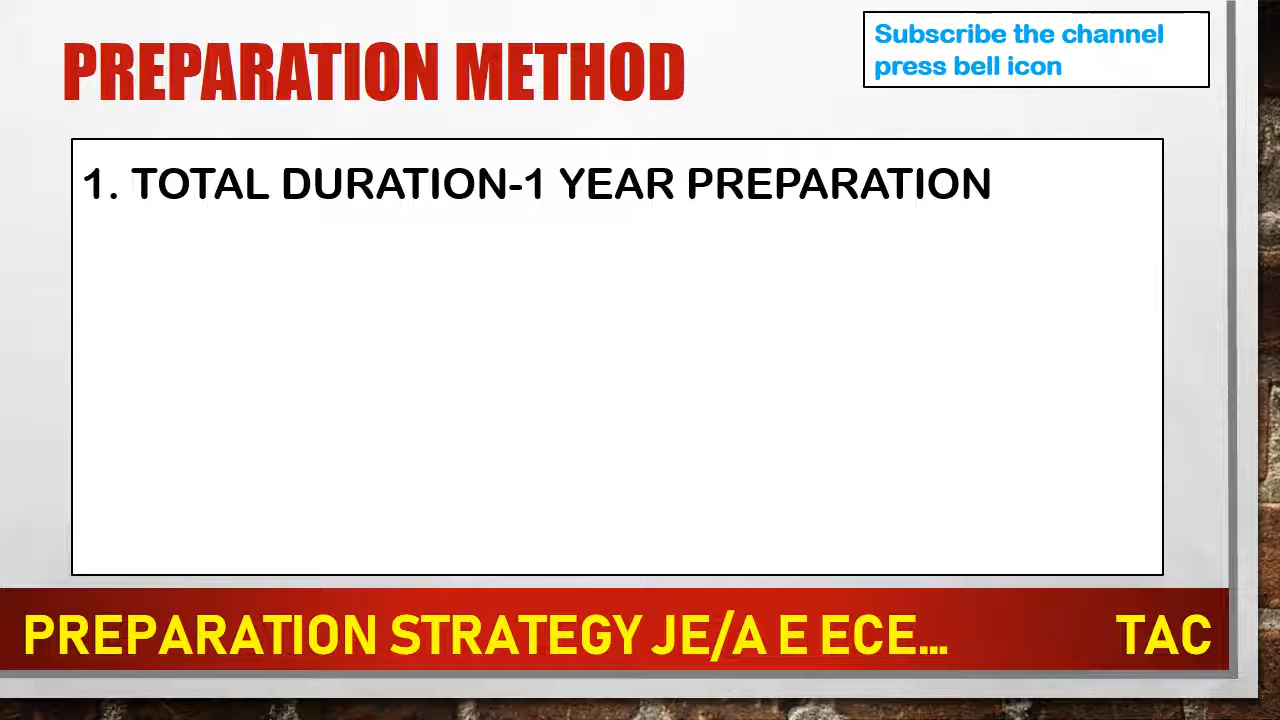 PREPARATION METHOD
Subscribe the channel
press bell icon
1. TOTAL DURATION-1 YEAR PREPARATION
PREPARATION STRATEGY JE/A E ECE... TAC